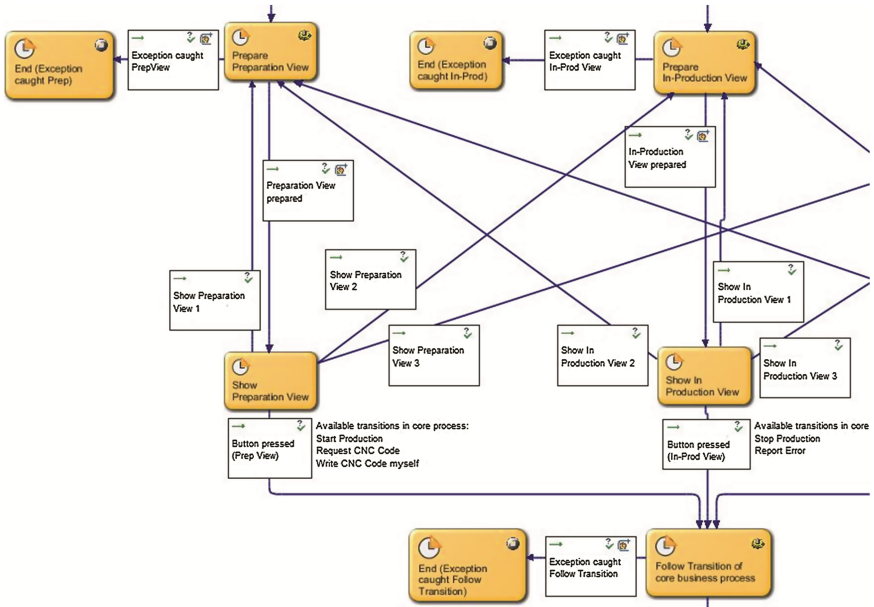 End (Exception
caught Prep)
Exception caught
PrepView
Prepare
Preparation View
End (Exception
caught In-Prod)
Exception caught
In-Prod View
Prepare
In-Production View
Preparation View
prepared
In-Production
View prepared
Show Preparation
View 1
Show Preparation
View 2
Show Preparation
View 3
Show In
Production View 1
Show In
Production View 2
Show In
Production View 3
Show
Preparation View
Show In
Production View
Button pressed
(Prep View)
Available transitions in core process:
Start Production
Request CNC Code
Write CNC Code myself
Button pressed
(In-Prod View)
Available transitions in core
Stop Production
Report Error
End (Exception
caught Follow
Transition)
Exception caught
Follow Transition
Follow Transition of
core business process